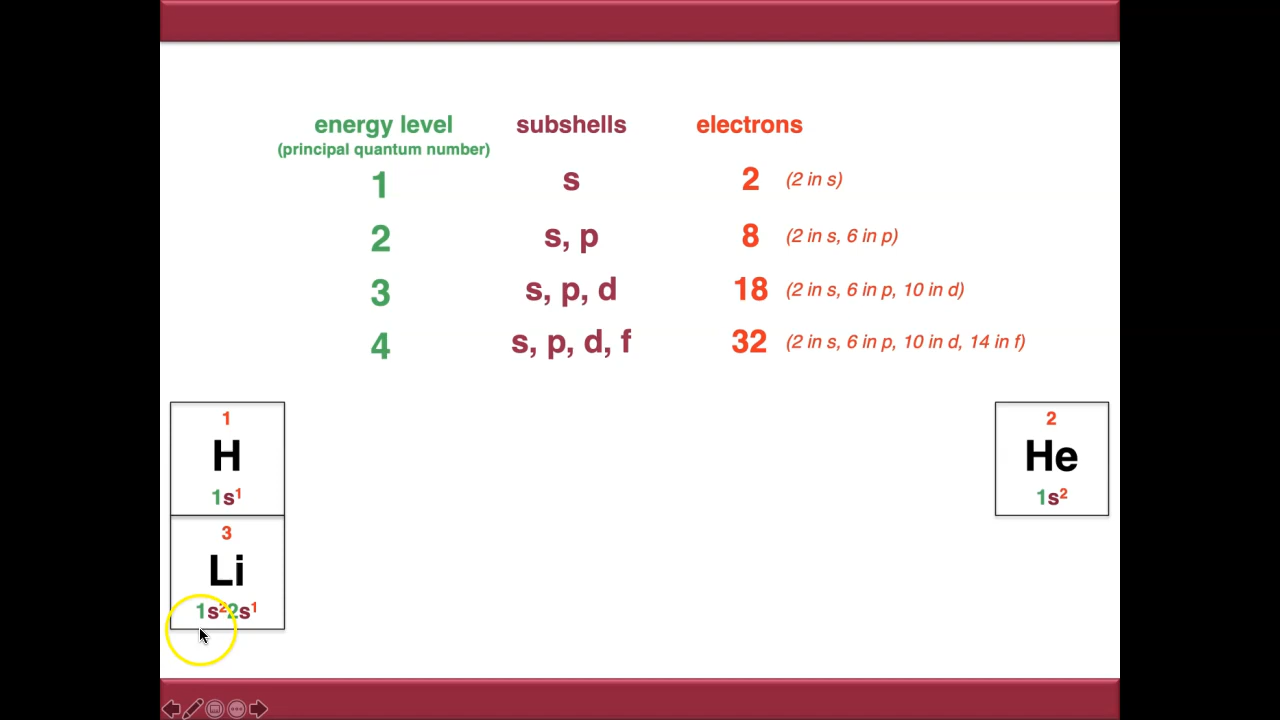 energy level subshells electrons
(principal quantum number)
1 s 2 (2 in s)
2 s, p 8 (2 in s, 6 in p)
3 s, p, d 18 (2 in s, 6 in p, 10 in d)
4 s, p, d, f 32 (2 in s, 6 in p, 10 in d, 14 in f)
1
H
1s¹
2
He
1s²
3
Li
1s²2s¹